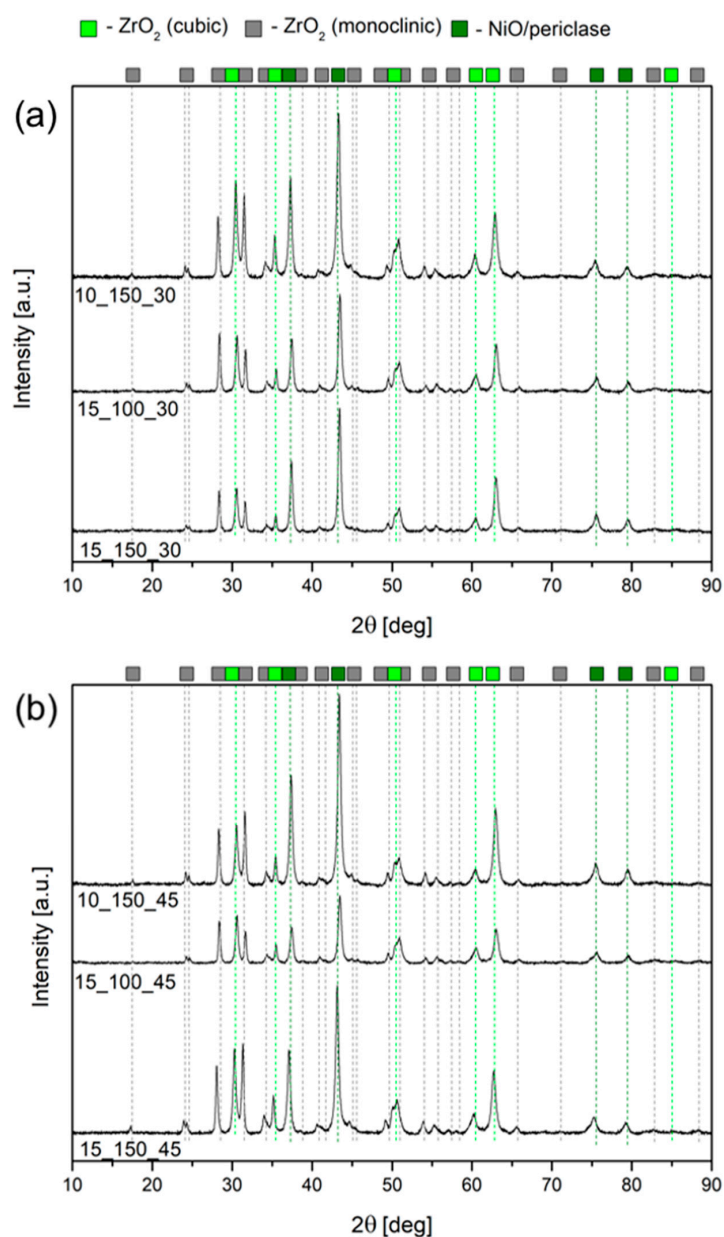 - ZrO₂ (cubic) - ZrO₂ (monoclinic) - NiO/periclase
(a)
Intensity [a.u.]
10_150_30
15_100_30
15_150_30
10 20 30 40 50 60 70 80 90
2θ [deg]
(b)
Intensity [a.u.]
10_150_45
15_100_45
15_150_45
10 20 30 40 50 60 70 80 90
2θ [deg]